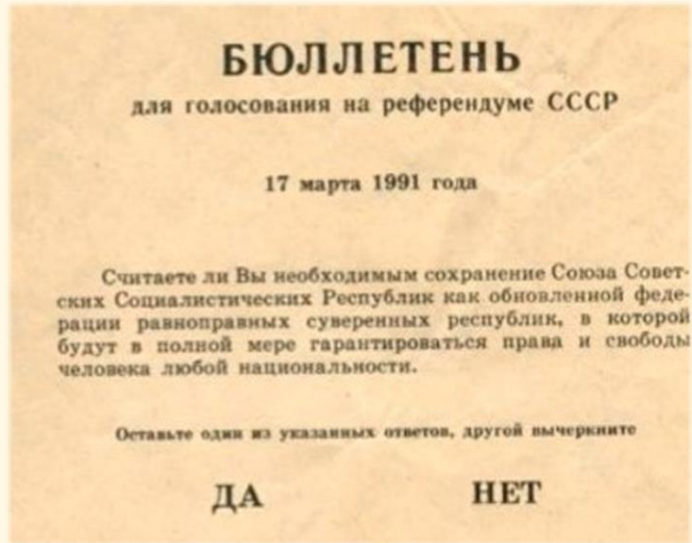 БЮЛЛЕТЕНЬ
для голосования на референдуме СССР
17 марта 1991 года
Считаете ли Вы необходимым сохранение Союза Совет-
ских Социалистических Республик как обновленной феде-
рации равноправных суверенных республик, в которой
будут в полной мере гарантироваться права и свободы
человека любой национальности.
Оставьте один из указанных ответов, другой вычеркните
ДА НЕТ